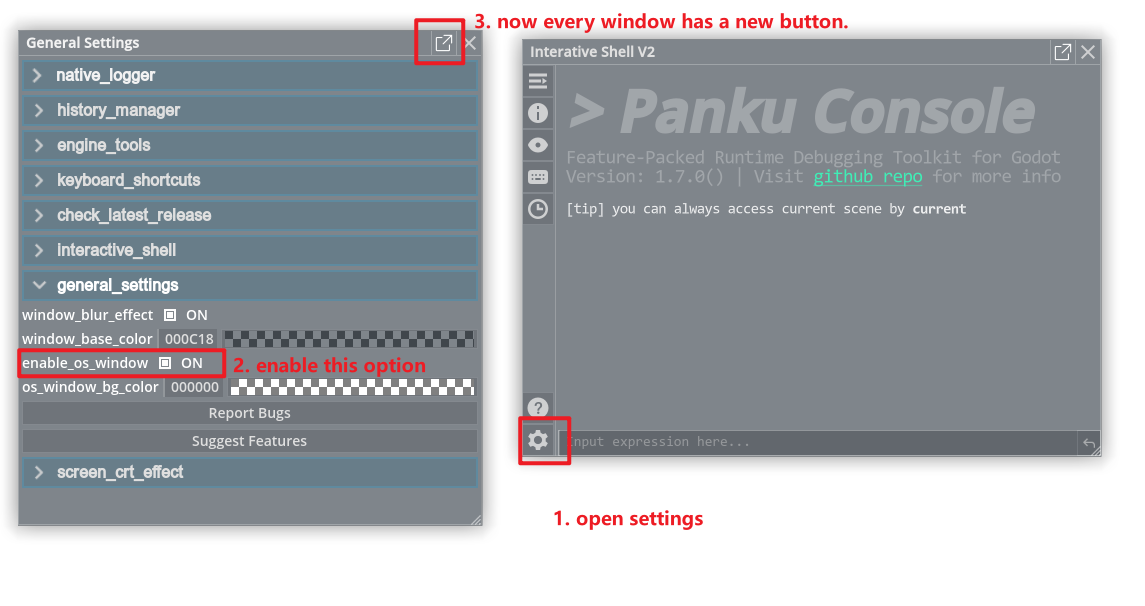 3. now every window has a new button.
General Settings
native_logger
history_manager
engine_tools
keyboard_shortcuts
check_latest_release
interactive_shell
general_settings
window_blur_effect ON
window_base_color 000C18
enable_os_window ON
2. enable this option
os_window_bg_color 000000
Report Bugs
Suggest Features
screen_crt_effect
Interative Shell V2
> Panku Console
Feature-Packed Runtime Debugging Toolkit for Godot
Version: 1.7.0() | Visit github repo for more info
[tip] you can always access current scene by current
Input expression here...
1. open settings